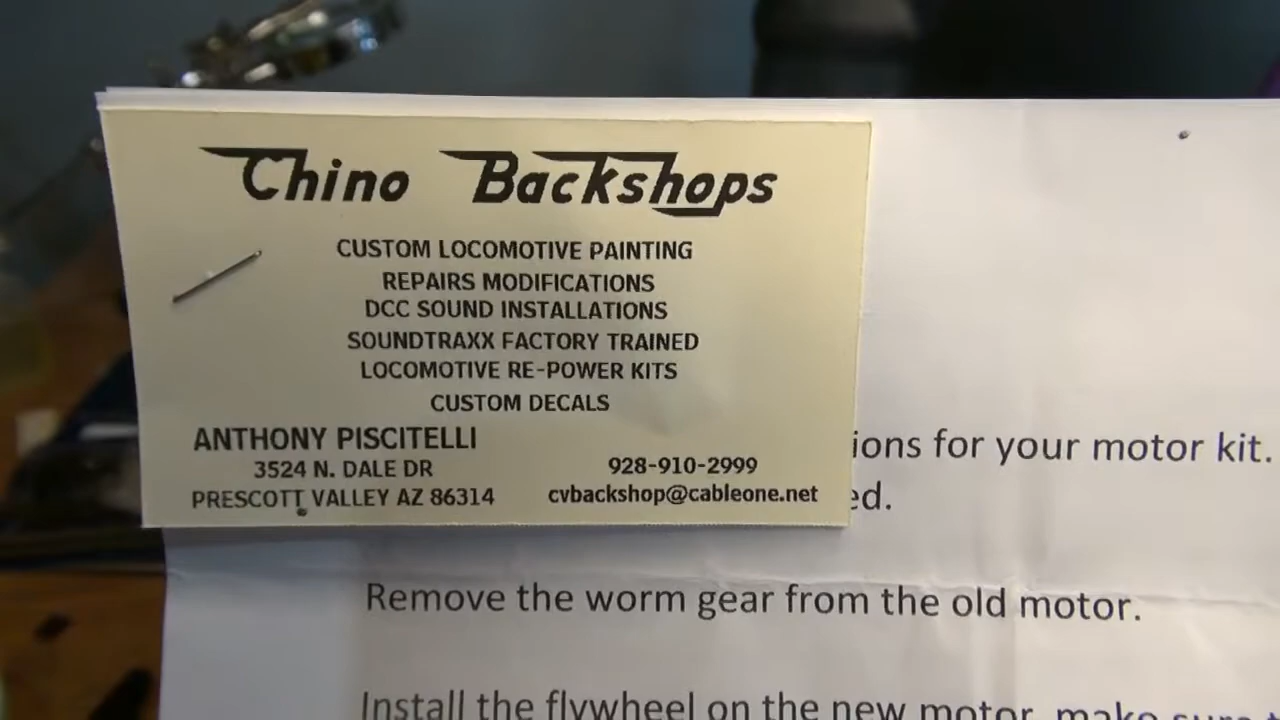 Chino Backshops
CUSTOM LOCOMOTIVE PAINTING
REPAIRS MODIFICATIONS
DCC SOUND INSTALLATIONS
SOUNDTRAXX FACTORY TRAINED
LOCOMOTIVE RE-POWER KITS
CUSTOM DECALS
ANTHONY PISCITELLI
3524 N. DALE DR
PRESCOTT VALLEY AZ 86314
928-910-2999
cvbackshop@cableone.net
for your motor kit.
Remove the worm gear from the old motor.
Install the flywheel on the new motor, make sure